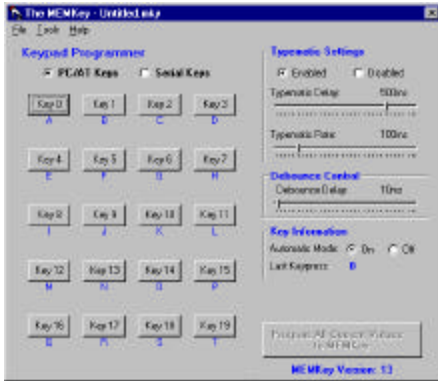 The MEMKey - Untitled.mky
File Tools Help
Keypad Programmer
PC/AT Keys Serial Keys
Key 0 Key 1 Key 2 Key 3
A B C D
Key 4 Key 5 Key 6 Key 7
E F G H
Key 8 Key 9 Key 10 Key 11
I J K L
Key 12 Key 13 Key 14 Key 15
M N O P
Key 16 Key 17 Key 18 Key 19
Q R S T
Typematic Settings
Enabled Disabled
Typematic Delay: 500ms
Typematic Rate: 100ms
Debounce Control
Debounce Delay: 10ms
Key Information
Automatic Mode: On Off
Last Keypress:
Program All Current Values
to MEMKey
MEMKey Version: 13